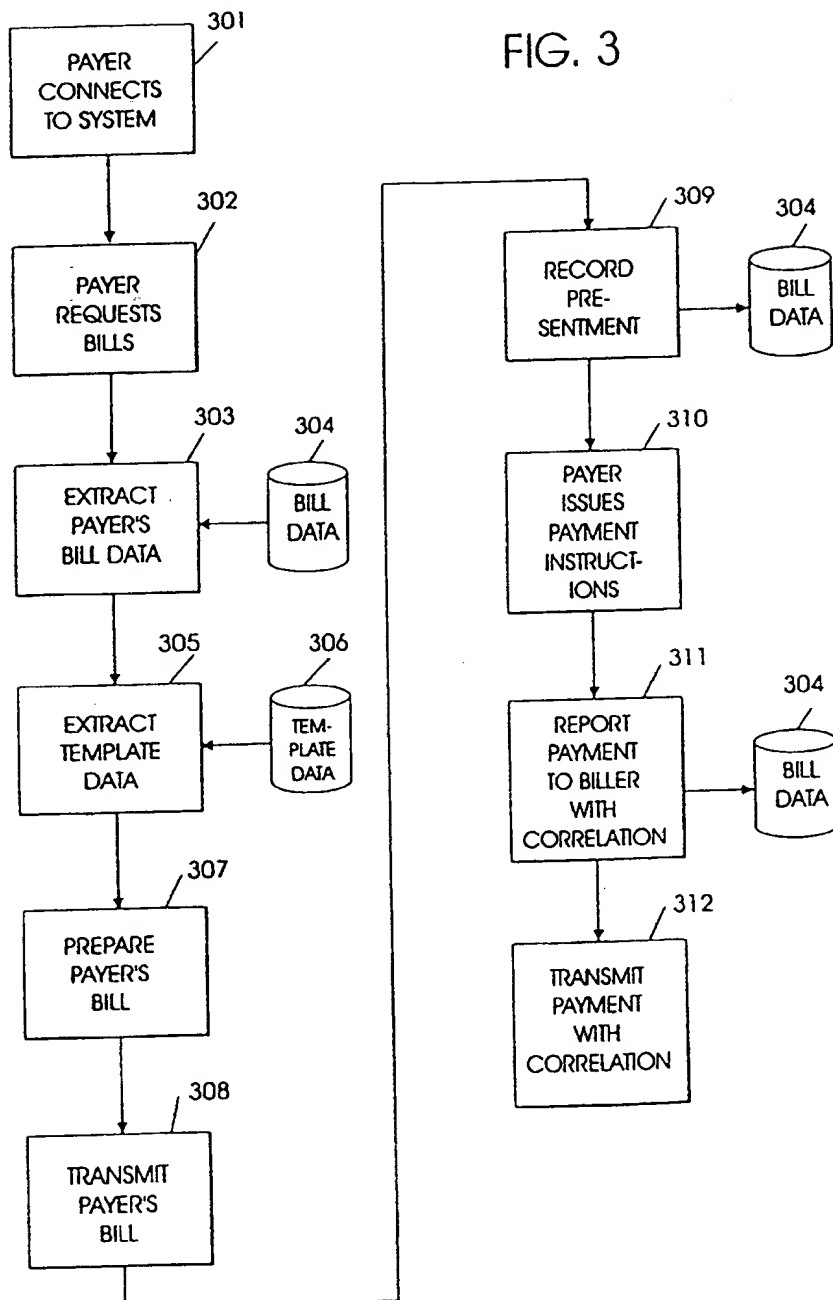 FIG. 3
301
PAYER
CONNECTS
TO SYSTEM
302
PAYER
REQUESTS
BILLS
303
EXTRACT
PAYER'S
BILL DATA
304
BILL
DATA
305
EXTRACT
TEMPLATE
DATA
306
TEM-
PLATE
DATA
307
PREPARE
PAYER'S
BILL
308
TRANSMIT
PAYER'S
BILL
309
RECORD
PRE-
SENTMENT
304
BILL
DATA
310
PAYER
ISSUES
PAYMENT
INSTRUCT-
IONS
311
REPORT
PAYMENT
TO BILLER
WITH
CORRELATION
304
BILL
DATA
312
TRANSMIT
PAYMENT
WITH
CORRELATION